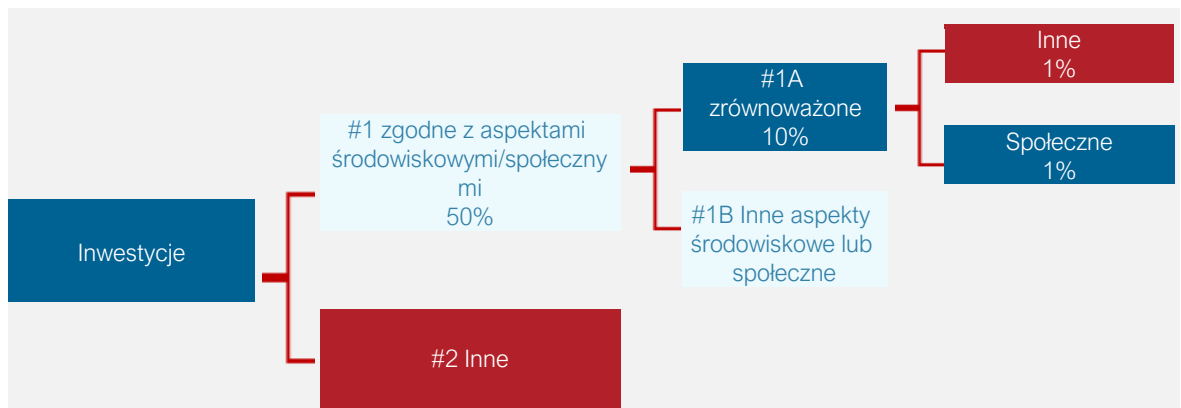 Inwestycje
#1 zgodne z aspektami
środowiskowymi/społeczny
mi
50%
#2 Inne
#1A
zrównoważone
10%
#1B Inne aspekty
środowiskowe lub
społeczne
Inne
1%
Społeczne
1%